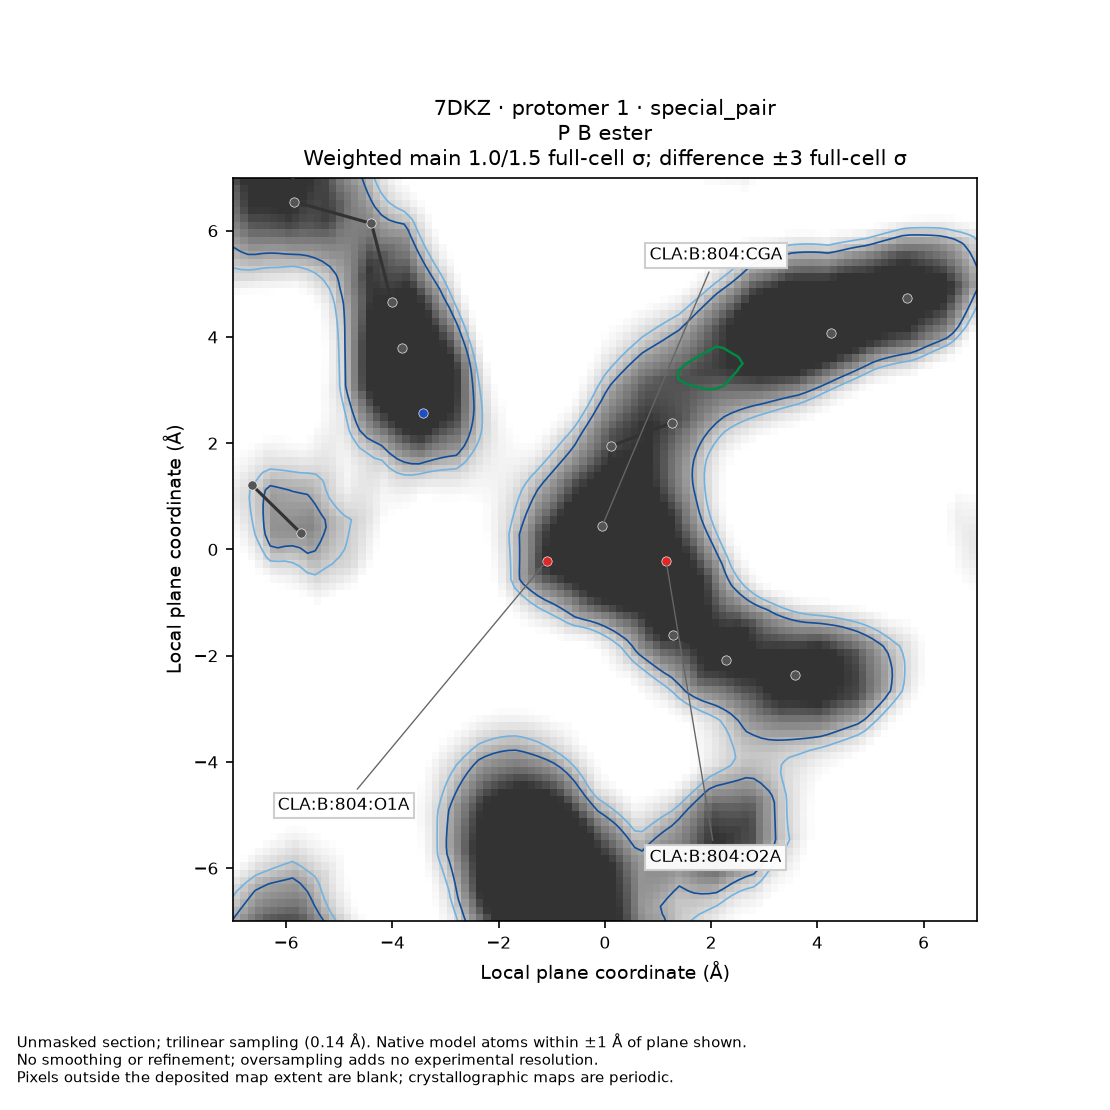 7DKZ · protomer 1 · special_pair
P B ester
Weighted main 1.0/1.5 full-cell σ; difference ±3 full-cell σ
Local plane coordinate (Å)
6
4
2
0
−2
−4
−6
CLA:B:804:CGA
CLA:B:804:O1A
CLA:B:804:O2A
−6
−4
−2
0
2
4
6
Local plane coordinate (Å)
Unmasked section; trilinear sampling (0.14 Å). Native model atoms within ±1 Å of plane shown.
No smoothing or refinement; oversampling adds no experimental resolution.
Pixels outside the deposited map extent are blank; crystallographic maps are periodic.